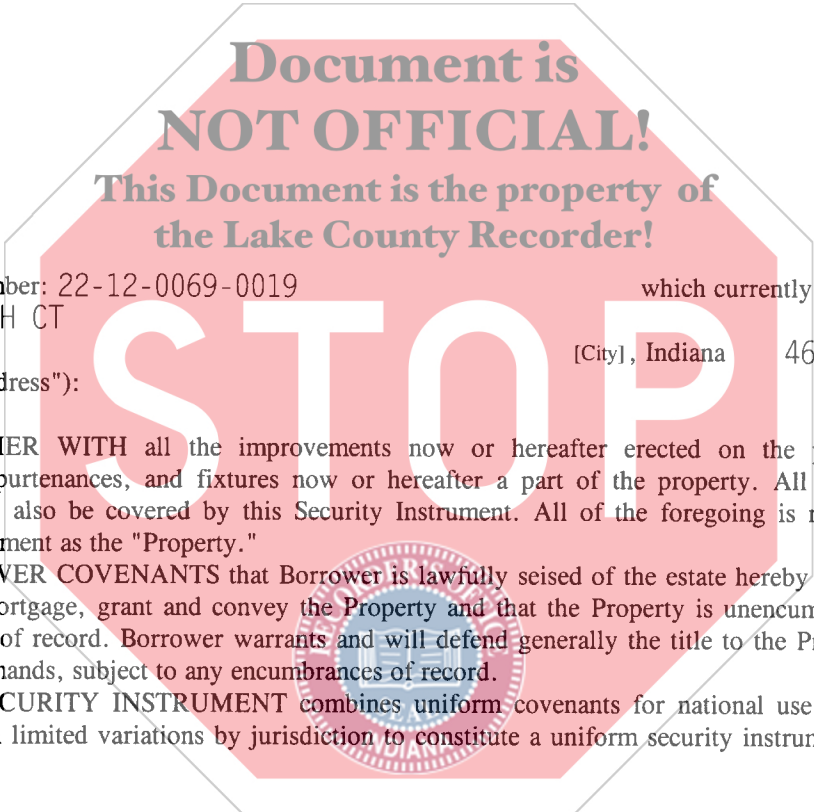 Document is
NOT OFFICIAL!
This Document is the property of
the Lake County Recorder!
ber: 22-12-0069-0019 which currently
H CT
[City], Indiana 46
dress"):
STOP
ER WITH all the improvements now or hereafter erected on the
purtenances, and fixtures now or hereafter a part of the property. All
also be covered by this Security Instrument. All of the foregoing is
ment as the "Property."
VER COVENANTS that Borrower is lawfully seised of the estate hereby
ortgage, grant and convey the Property and that the Property is unencum
of record. Borrower warrants and will defend generally the title to the Pr
mands, subject to any encumbrances of record.
CURITY INSTRUMENT combines uniform covenants for national use
limited variations by jurisdiction to constitute a uniform security instrum
INDIANA